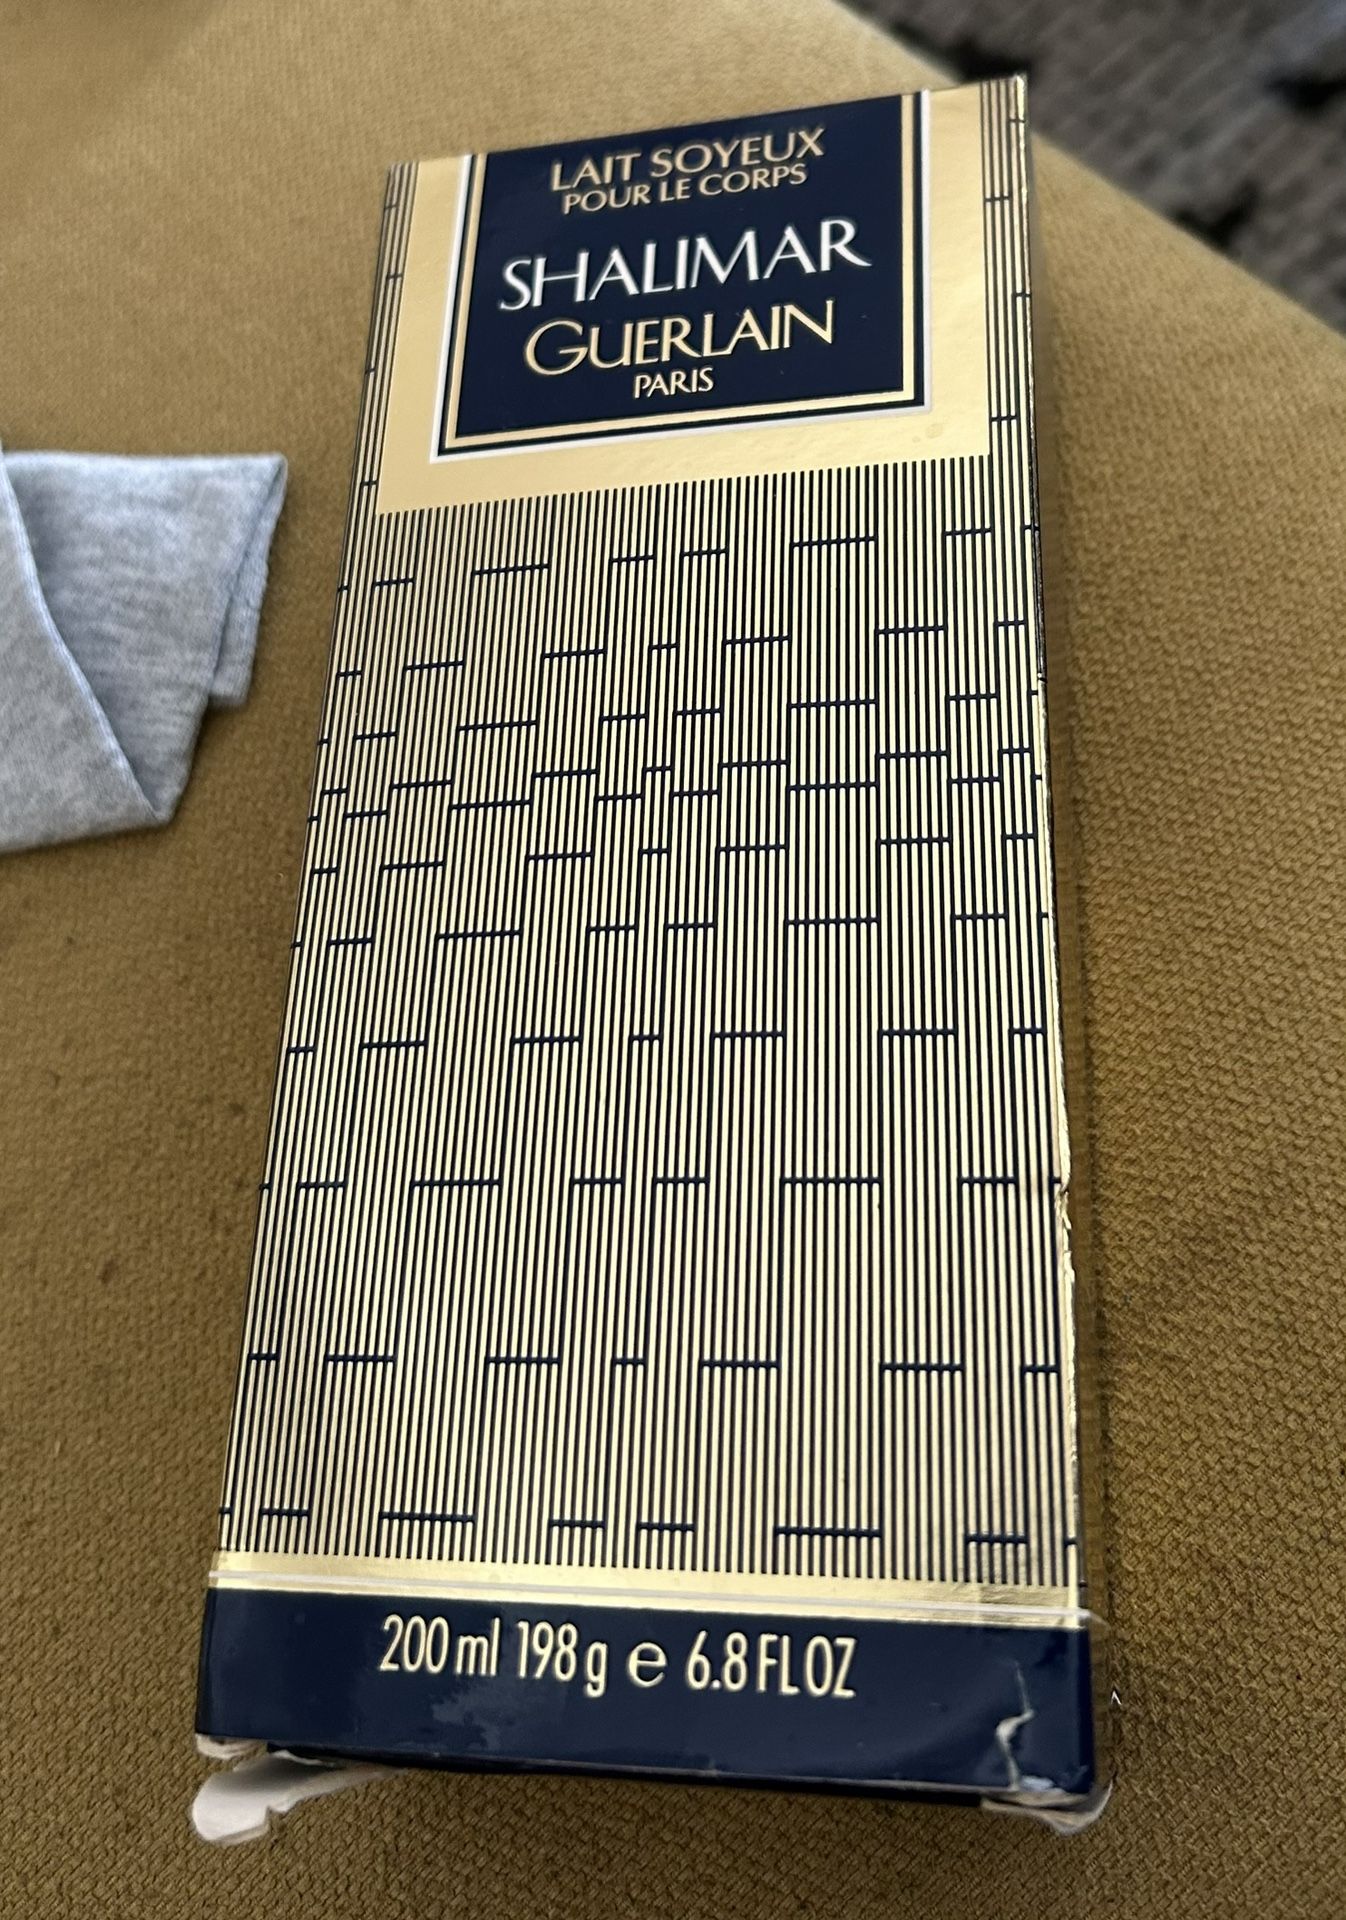 LAIT SOYEUX
POUR LE CORPS
SHALIMAR
GUERLAIN
PARIS
200 ml 198 g e 6.8 FL OZ